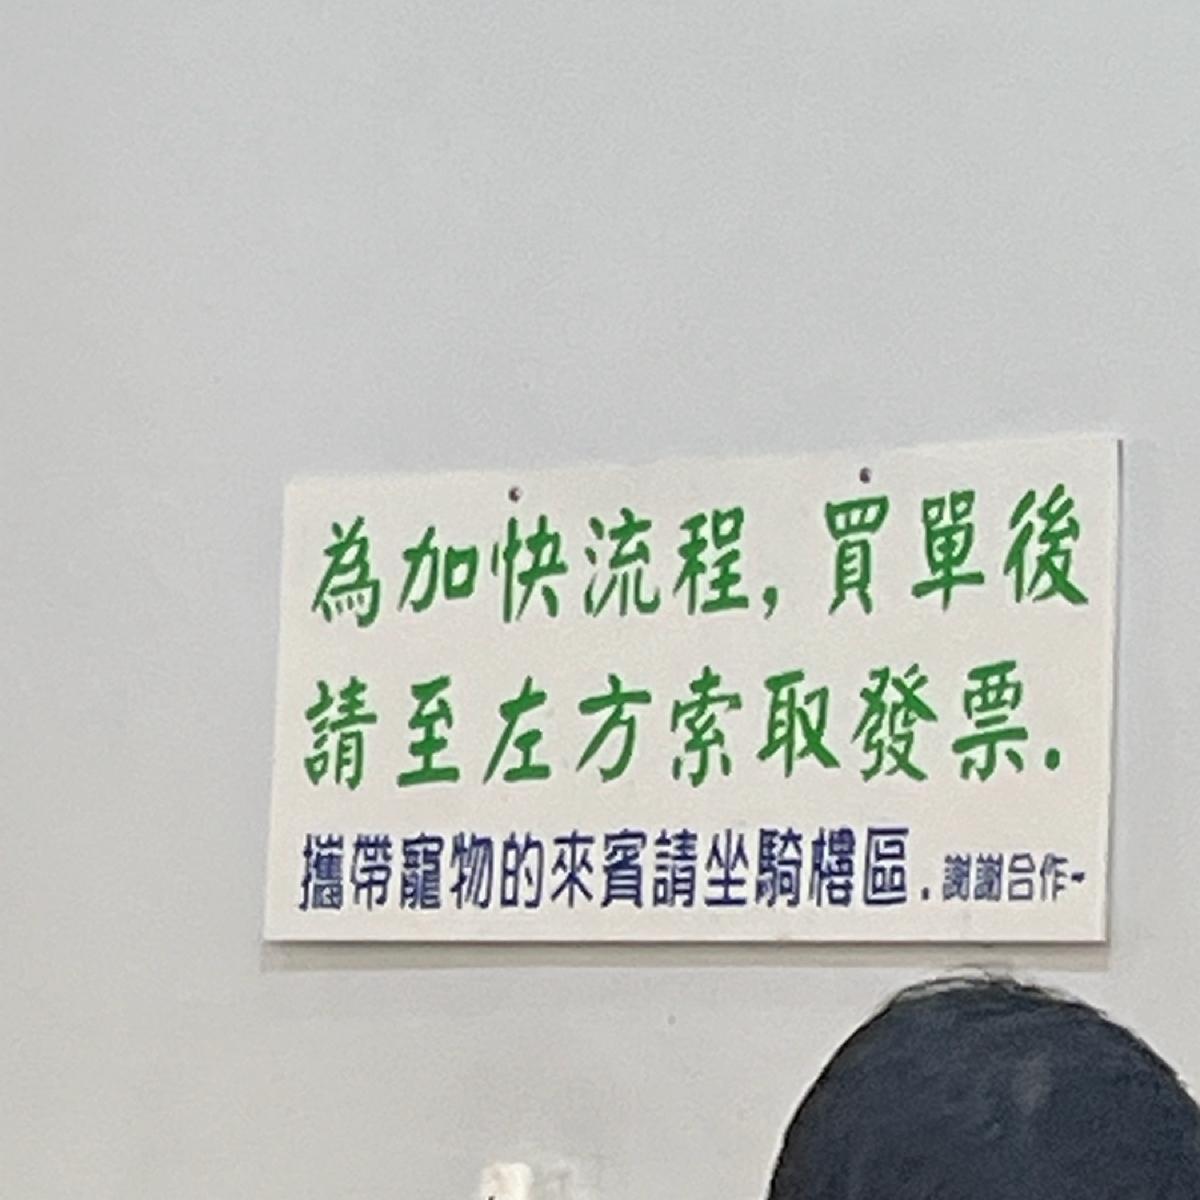 為加快流程，買單後
請至左方索取發票.
攜帶寵物的來賓請坐騎樓區.謝謝合作~